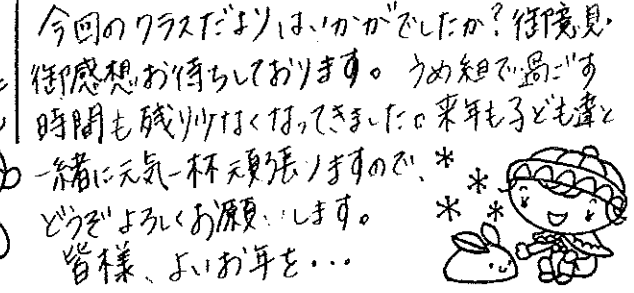 今回のクラスだよりはいかがでしたか？御意見・
御感想お待ちしております。うめ組で過ごす
時間も残り少なくなってきました。来年も子ども達と
一緒に元気一杯頑張りますので、
どうぞよろしくお願いします。
皆様、よいお年を・・・